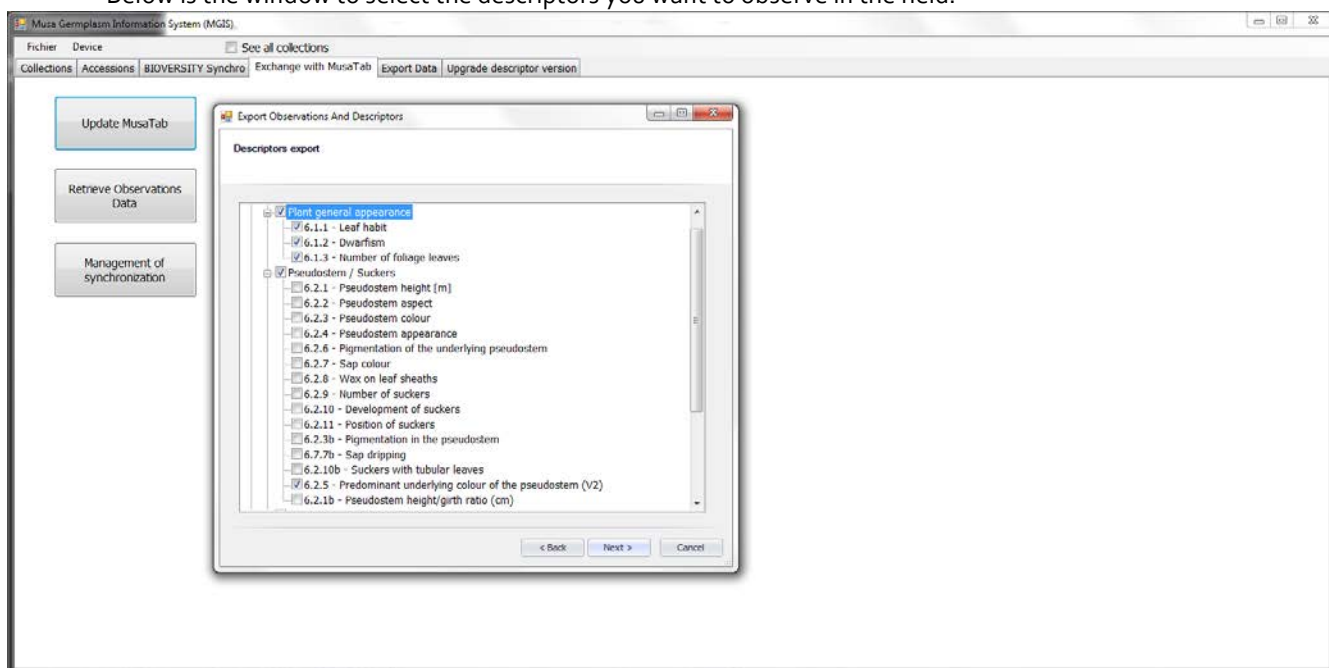 Below is the window to select the descriptors you want to observe in the field.
Musa Germplasm Information System (MGIS)
Fichier Device See all collections
Collections Accessions BIOVERSITY Synchro Exchange with MusaTab Export Data Upgrade descriptor version
Update MusaTab
Retrieve Observations
Data
Management of
synchronization
Export Observations And Descriptors
Descriptors export
Plant general appearance
6.1.1 - Leaf habit
6.1.2 - Dwarfism
6.1.3 - Number of foliage leaves
Pseudostem / Suckers
6.2.1 - Pseudostem height [m]
6.2.2 - Pseudostem aspect
6.2.3 - Pseudostem colour
6.2.4 - Pseudostem appearance
6.2.6 - Pigmentation of the underlying pseudostem
6.2.7 - Sap colour
6.2.8 - Wax on leaf sheaths
6.2.9 - Number of suckers
6.2.10 - Development of suckers
6.2.11 - Position of suckers
6.2.3b - Pigmentation in the pseudostem
6.7.7b - Sap dripping
6.2.10b - Suckers with tubular leaves
6.2.5 - Predominant underlying colour of the pseudostem (V2)
6.2.1b - Pseudostem height/girth ratio (cm)
< Back Next > Cancel